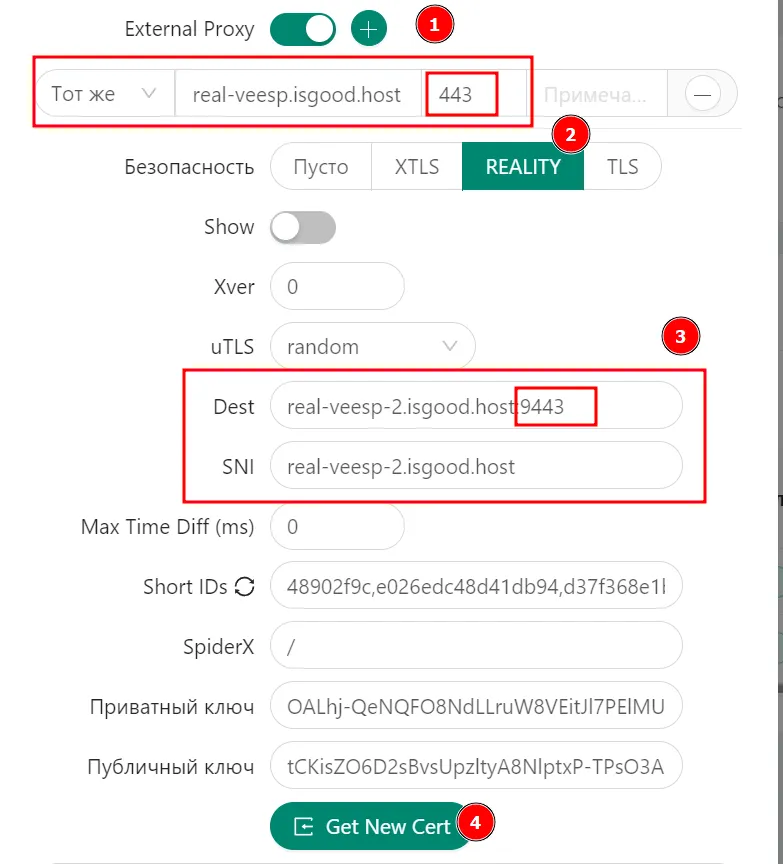 External Proxy + 1
Тот же real-veesp.isgood.host 443 Примеча...
2
Безопасность Пусто XTLS REALITY TLS
Show
Xver 0
uTLS random
3
Dest real-veesp-2.isgood.host:9443
SNI real-veesp-2.isgood.host
Max Time Diff (ms) 0
Short IDs 48902f9c,e026edc48d41db94,d37f368e1
SpiderX /
Приватный ключ OALhj-QeNQFO8NdLLruW8VEitJl7PElMU
Публичный ключ tCKisZO6D2sBvsUpzltyA8NlptxP-TPsO3A
Get New Cert 4